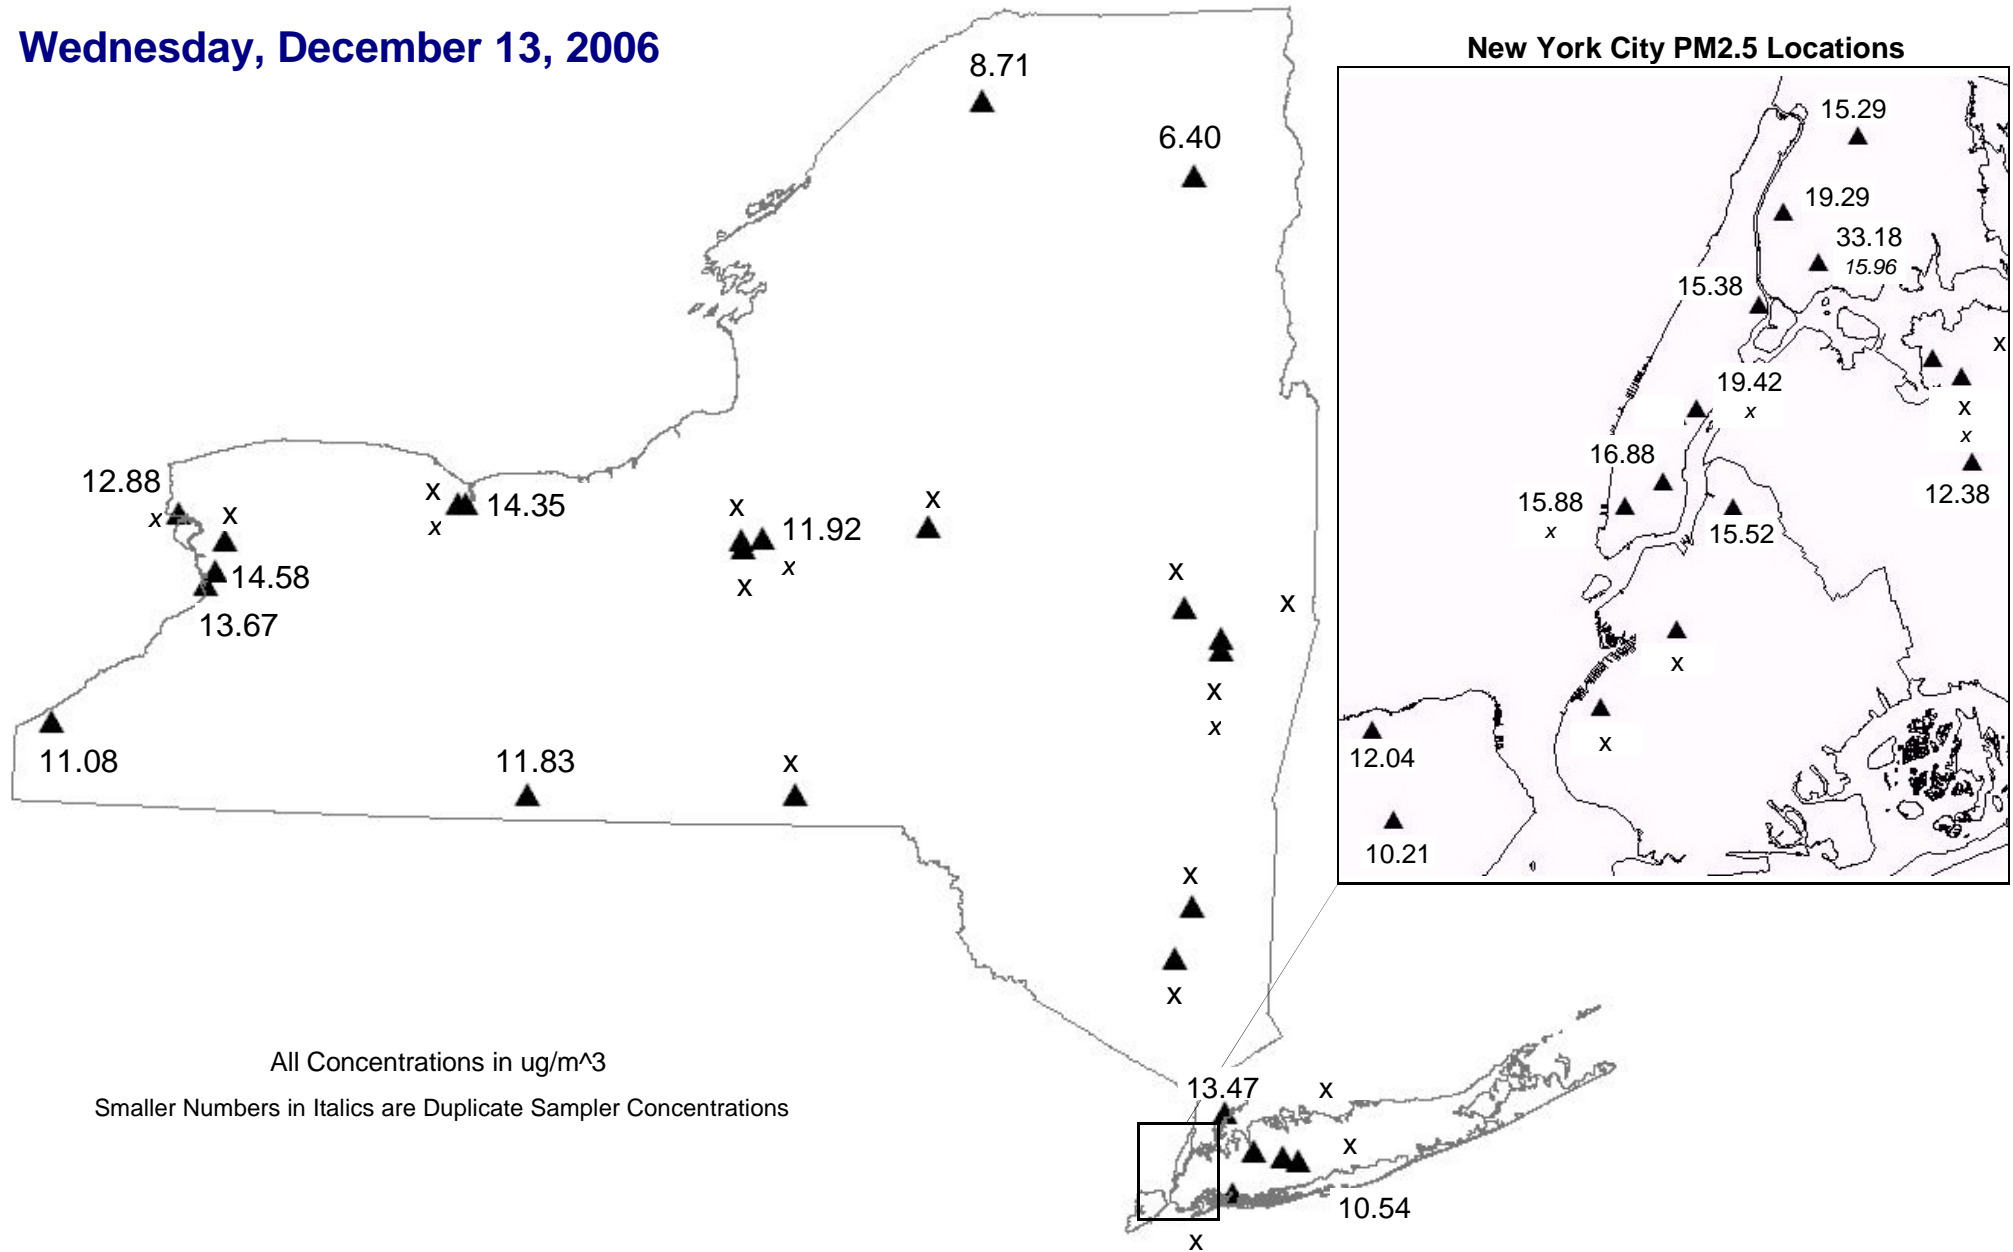 Wednesday, December 13, 2006
New York City PM2.5 Locations
8.71
6.40
12.88
x
x
x
x
14.35
14.58
13.67
x
11.92
x
x
x
x
x
x
x
11.08
11.83
x
x
x
All Concentrations in ug/m^3
Smaller Numbers in Italics are Duplicate Sampler Concentrations
13.47
x
x
10.54
x
15.29
19.29
33.18
15.96
15.38
x
19.42
x
x
x
16.88
12.38
15.88
x
15.52
x
x
12.04
10.21